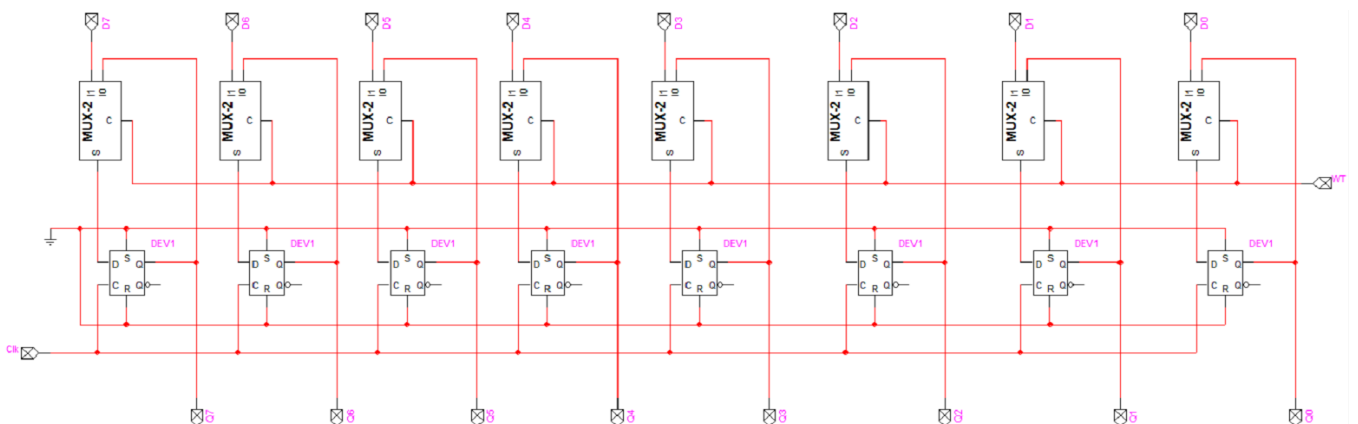 D7 D6 D5 D4 D3 D2 D1 D0
I1 I0 I1 I0 I1 I0 I1 I0 I1 I0 I1 I0 I1 I0 I1 I0
MUX-2 C MUX-2 C MUX-2 C MUX-2 C MUX-2 C MUX-2 C MUX-2 C MUX-2 C
S S S S S S S S
WT
DEV1 DEV1 DEV1 DEV1 DEV1 DEV1 DEV1 DEV1
S S S S S S S S
D Q D Q D Q D Q D Q D Q D Q D Q
C R Q C R Q C R Q C R Q C R Q C R Q C R Q C R Q
Clk
Q7 Q6 Q5 Q4 Q3 Q2 Q1 Q0